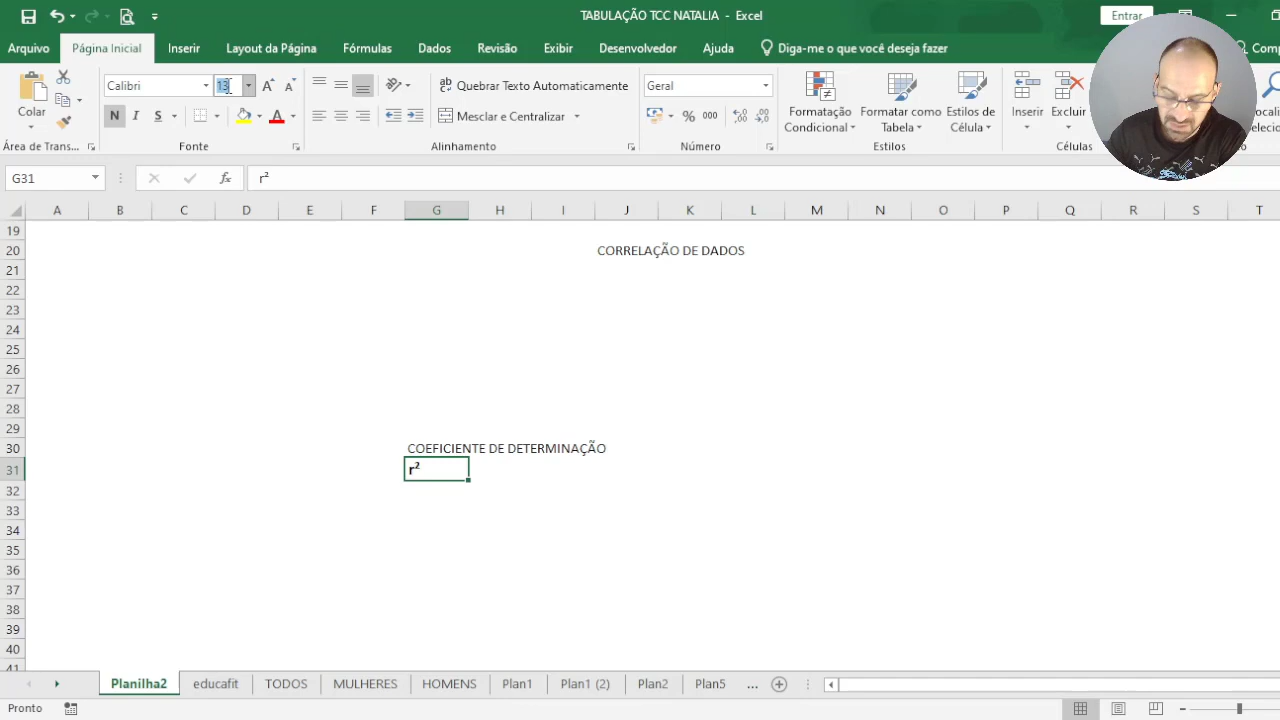 TABULAÇÃO TCC NATALIA - Excel
Entrar
Arquivo Página Inicial Inserir Layout da Página Fórmulas Dados Revisão Exibir Desenvolvedor Ajuda Diga-me o que você deseja fazer
Colar
Calibri 13
N I S
Quebrar Texto Automaticamente
Mesclar e Centralizar
Geral
% 000
Formatação Condicional
Formatar como Tabela
Estilos de Célula
Inserir
Excluir
Área de Trans... Fonte Alinhamento Número Estilos Células
G31 fx r²
A B C D E F G H I J K L M N O P Q R S T
19
20 CORRELAÇÃO DE DADOS
21
22
23
24
25
26
27
28
29
30 COEFICIENTE DE DETERMINAÇÃO
31 r²
32
33
34
35
36
37
38
39
40
41
Planilha2 educafit TODOS MULHERES HOMENS Plan1 Plan1 (2) Plan2 Plan5 ...
Pronto